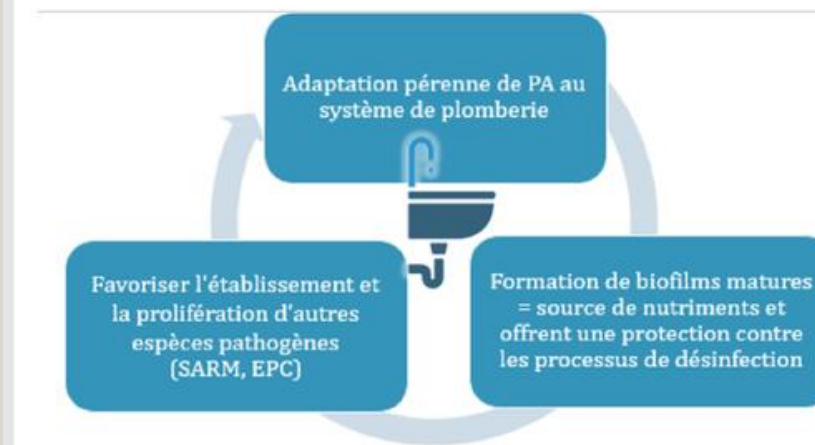 Adaptation pérenne de PA au
système de plomberie
Favoriser l'établissement et
la prolifération d'autres
espèces pathogènes
(SARM, EPC)
Formation de biofilms matures
= source de nutriments et
offrent une protection contre
les processus de désinfection